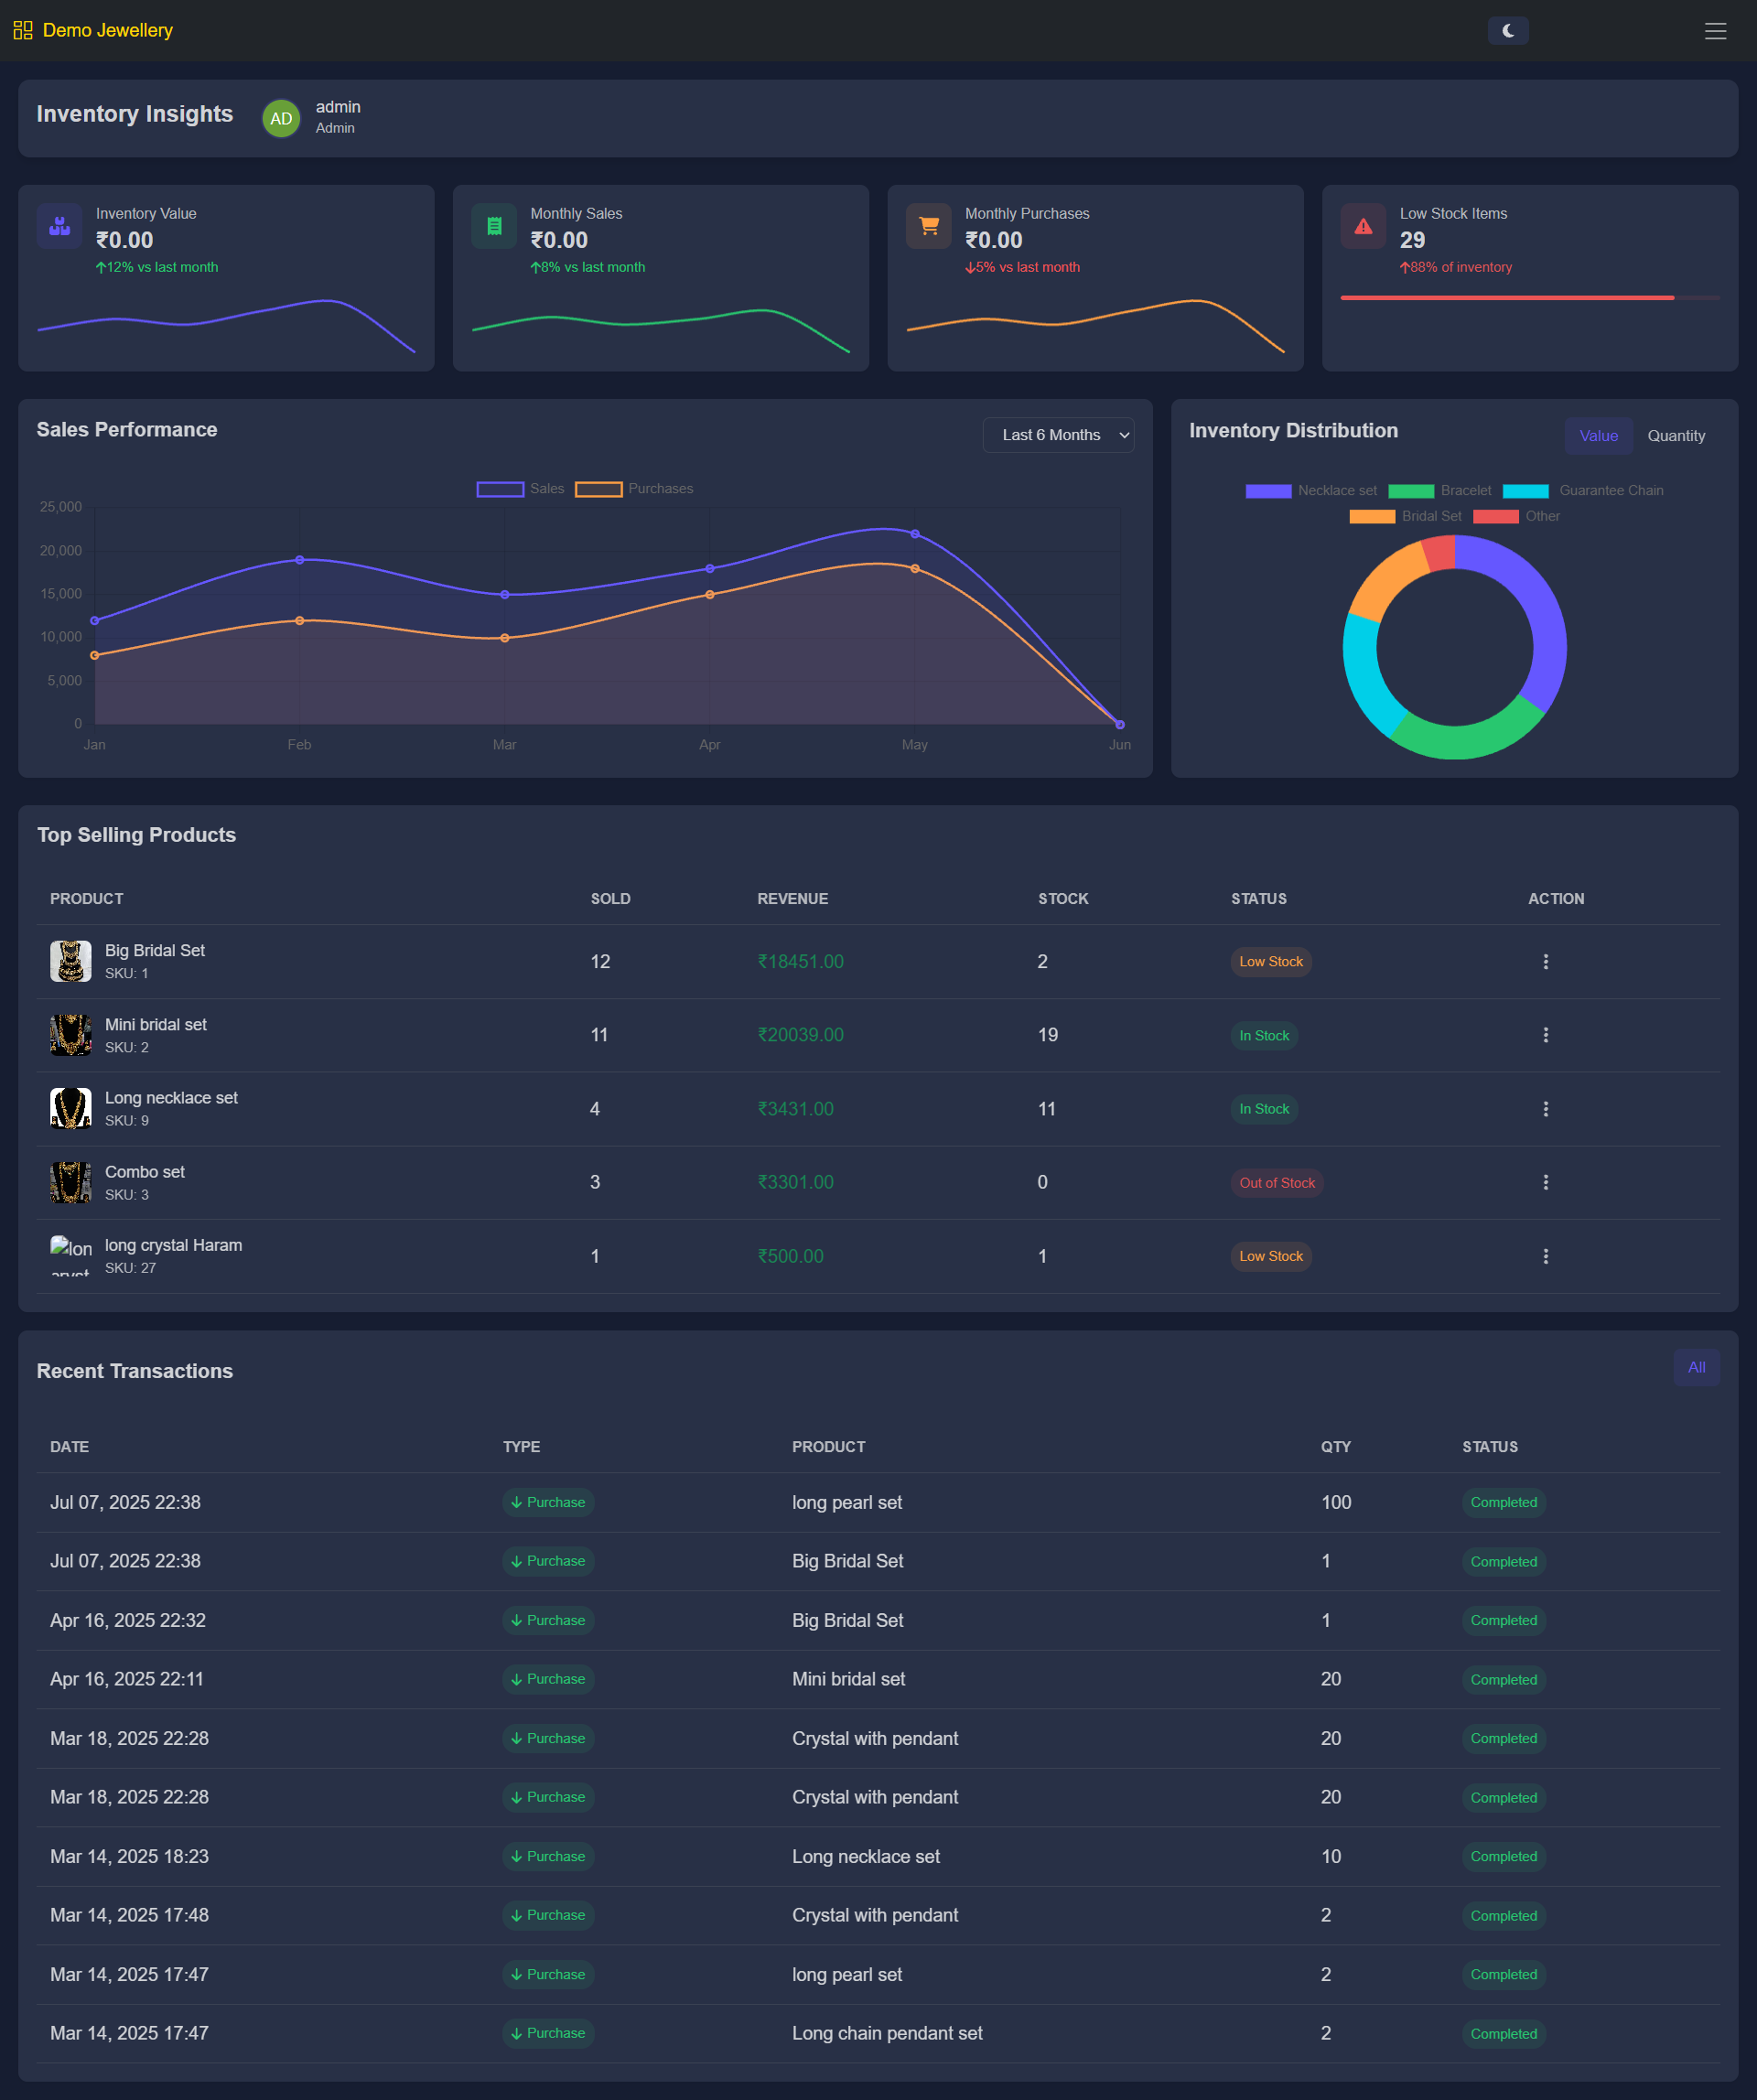 Demo Jewellery
Inventory Insights
AD
admin
Admin
Inventory Value
₹0.00
12% vs last month
Monthly Sales
₹0.00
8% vs last month
Monthly Purchases
₹0.00
5% vs last month
Low Stock Items
29
88% of inventory
Sales Performance
Last 6 Months
Sales Purchases
25,000
20,000
15,000
10,000
5,000
0
Jan Feb Mar Apr May Jun
Inventory Distribution
Value Quantity
Necklace set Bracelet Guarantee Chain
Bridal Set Other
Top Selling Products
PRODUCT SOLD REVENUE STOCK STATUS ACTION
Big Bridal Set
SKU: 1
12 ₹18451.00 2 Low Stock
Mini bridal set
SKU: 2
11 ₹20039.00 19 In Stock
Long necklace set
SKU: 9
4 ₹3431.00 11 In Stock
Combo set
SKU: 3
3 ₹3301.00 0 Out of Stock
lon
long crystal Haram
SKU: 27
1 ₹500.00 1 Low Stock
Recent Transactions
All
DATE TYPE PRODUCT QTY STATUS
Jul 07, 2025 22:38 Purchase long pearl set 100 Completed
Jul 07, 2025 22:38 Purchase Big Bridal Set 1 Completed
Apr 16, 2025 22:32 Purchase Big Bridal Set 1 Completed
Apr 16, 2025 22:11 Purchase Mini bridal set 20 Completed
Mar 18, 2025 22:28 Purchase Crystal with pendant 20 Completed
Mar 18, 2025 22:28 Purchase Crystal with pendant 20 Completed
Mar 14, 2025 18:23 Purchase Long necklace set 10 Completed
Mar 14, 2025 17:48 Purchase Crystal with pendant 2 Completed
Mar 14, 2025 17:47 Purchase long pearl set 2 Completed
Mar 14, 2025 17:47 Purchase Long chain pendant set 2 Completed